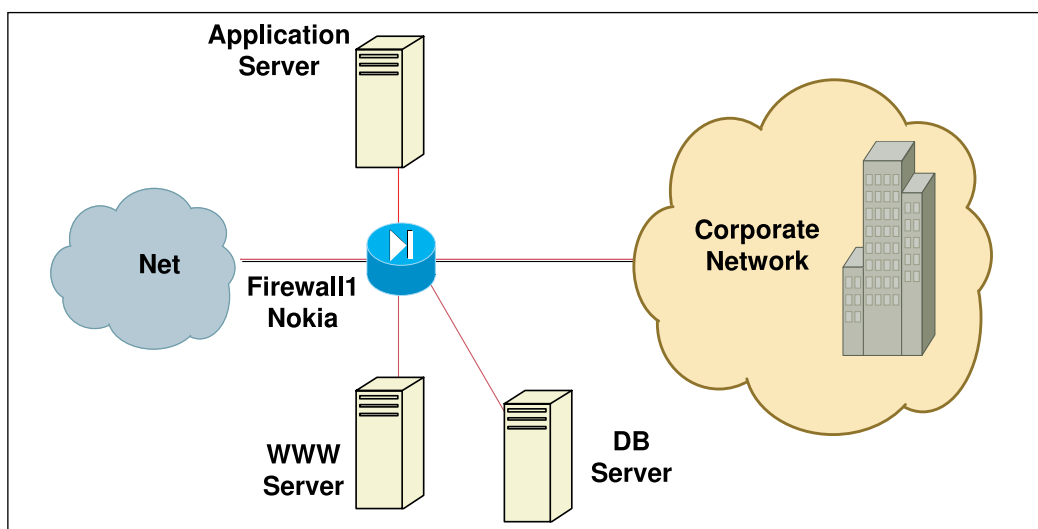 Application
Server
Net
Firewall1
Nokia
Corporate
Network
WWW
Server
DB
Server